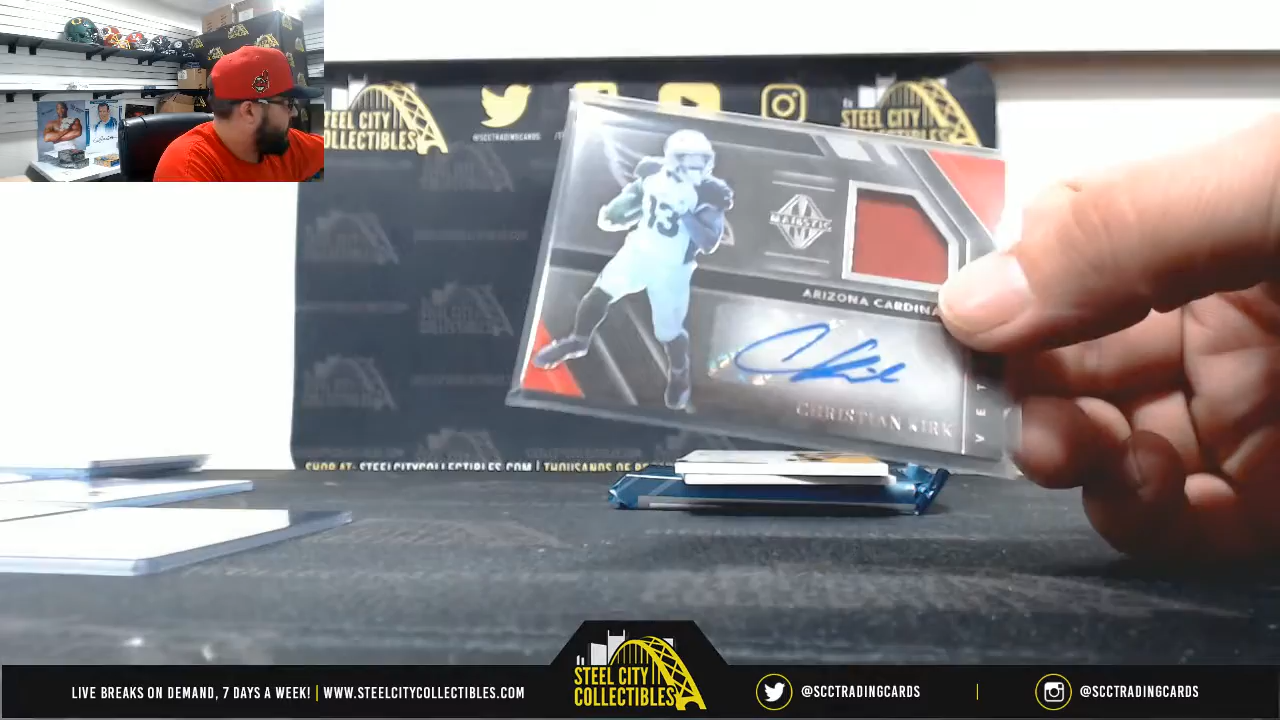 STEEL CITY
COLLECTIBLES
@SCCTRADINGCARDS
STEEL CITY
COLLECTIBLES
13
MAJESTIC
ARIZONA CARDINA
CHRISTIAN KIRK
VET
SHOP AT: STEELCITYCOLLECTIBLES.COM | THOUSANDS OF
STEEL CITY
COLLECTIBLES
LIVE BREAKS ON DEMAND, 7 DAYS A WEEK! | WWW.STEELCITYCOLLECTIBLES.COM
@SCCTRADINGCARDS
@SCCTRADINGCARDS